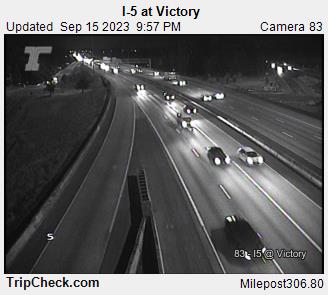 I-5 at Victory
Updated Sep 15 2023 9:57 PM Camera 83
T
S
83 - I5 @ Victory
TripCheck.com Milepost306.80